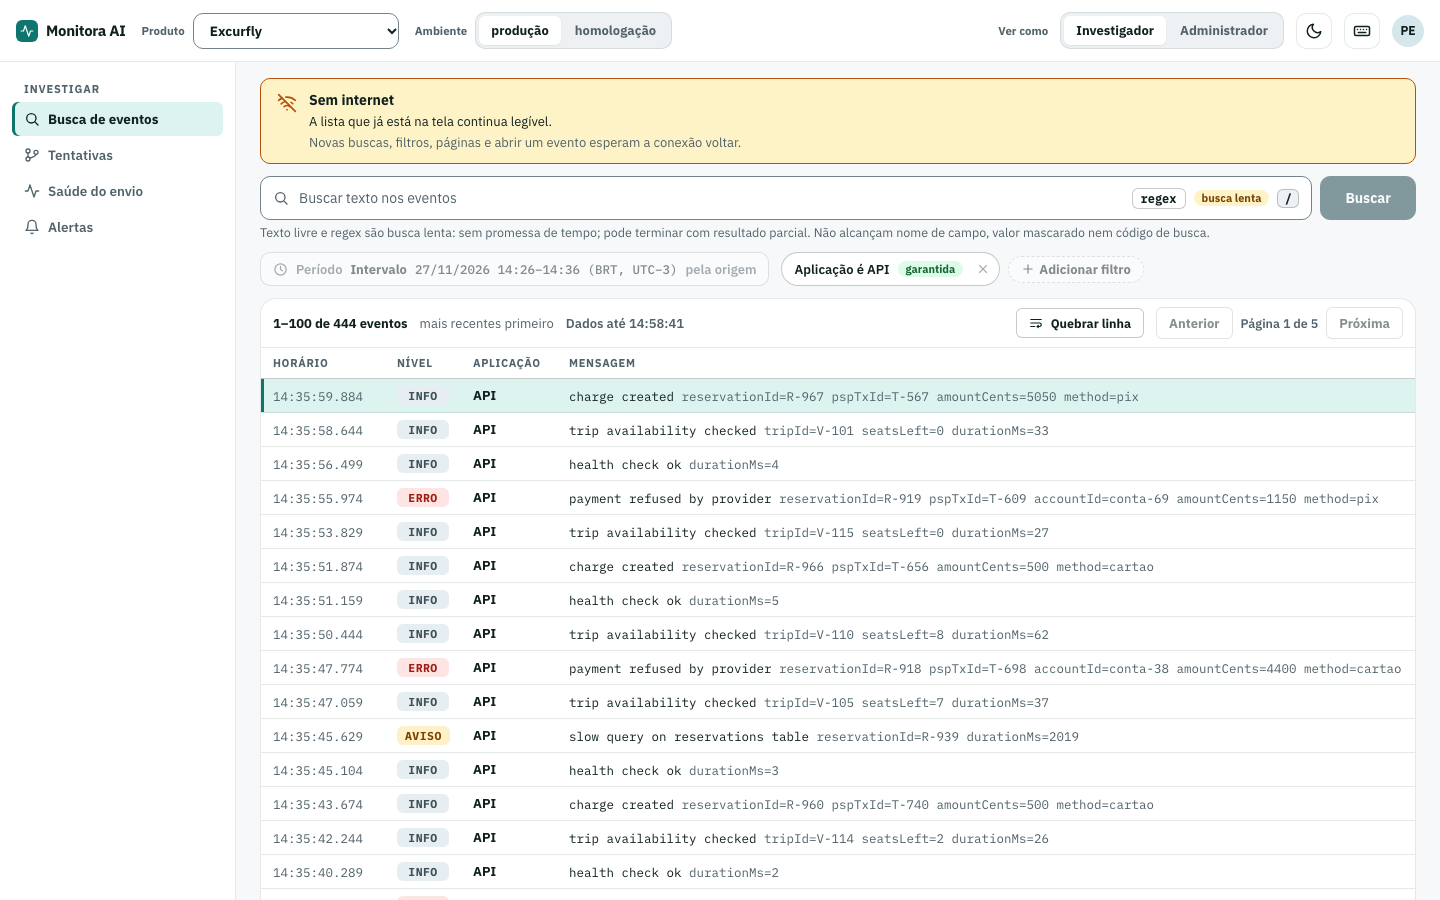 Monitora AI Produto Excurfly Ambiente produção homologação Ver como Investigador Administrador PE
INVESTIGAR
Busca de eventos
Tentativas
Saúde do envio
Alertas
Sem internet
A lista que já está na tela continua legível.
Novas buscas, filtros, páginas e abrir um evento esperam a conexão voltar.
Buscar texto nos eventos regex busca lenta / Buscar
Texto livre e regex são busca lenta: sem promessa de tempo; pode terminar com resultado parcial. Não alcançam nome de campo, valor mascarado nem código de busca.
Período Intervalo 27/11/2026 14:26–14:36 (BRT, UTC−3) pela origem Aplicação é API garantida × + Adicionar filtro
1–100 de 444 eventos mais recentes primeiro Dados até 14:58:41 Quebrar linha Anterior Página 1 de 5 Próxima
HORÁRIO NÍVEL APLICAÇÃO MENSAGEM
14:35:59.884 INFO API charge created reservationId=R-967 pspTxId=T-567 amountCents=5050 method=pix
14:35:58.644 INFO API trip availability checked tripId=V-101 seatsLeft=0 durationMs=33
14:35:56.499 INFO API health check ok durationMs=4
14:35:55.974 ERRO API payment refused by provider reservationId=R-919 pspTxId=T-609 accountId=conta-69 amountCents=1150 method=pix
14:35:53.829 INFO API trip availability checked tripId=V-115 seatsLeft=0 durationMs=27
14:35:51.874 INFO API charge created reservationId=R-966 pspTxId=T-656 amountCents=500 method=cartao
14:35:51.159 INFO API health check ok durationMs=5
14:35:50.444 INFO API trip availability checked tripId=V-110 seatsLeft=8 durationMs=62
14:35:47.774 ERRO API payment refused by provider reservationId=R-918 pspTxId=T-698 accountId=conta-38 amountCents=4400 method=cartao
14:35:47.059 INFO API trip availability checked tripId=V-105 seatsLeft=7 durationMs=37
14:35:45.629 AVISO API slow query on reservations table reservationId=R-939 durationMs=2019
14:35:45.104 INFO API health check ok durationMs=3
14:35:43.674 INFO API charge created reservationId=R-960 pspTxId=T-740 amountCents=500 method=cartao
14:35:42.244 INFO API trip availability checked tripId=V-114 seatsLeft=2 durationMs=26
14:35:40.289 INFO API health check ok durationMs=2